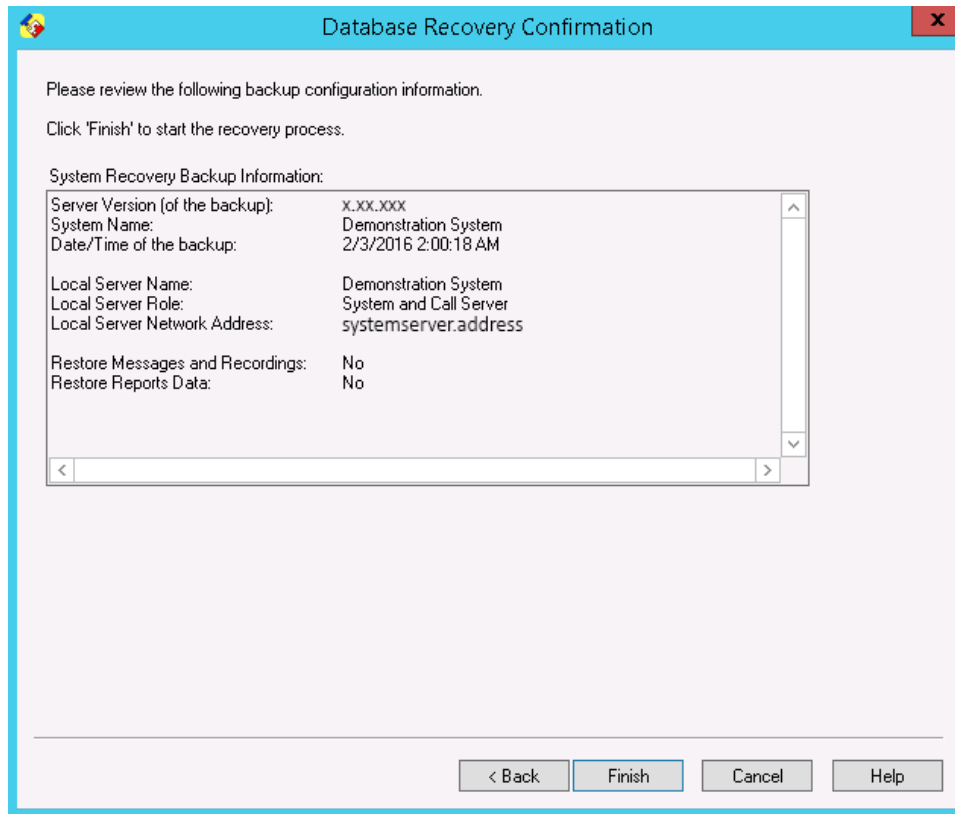 Database Recovery Confirmation
x
Please review the following backup configuration information.
Click 'Finish' to start the recovery process.
System Recovery Backup Information:
Server Version (of the backup): x.xx.xxx
System Name: Demonstration System
Date/Time of the backup: 2/3/2016 2:00:18 AM
Local Server Name: Demonstration System
Local Server Role: System and Call Server
Local Server Network Address: systemserver.address
Restore Messages and Recordings: No
Restore Reports Data: No
< Back Finish Cancel Help